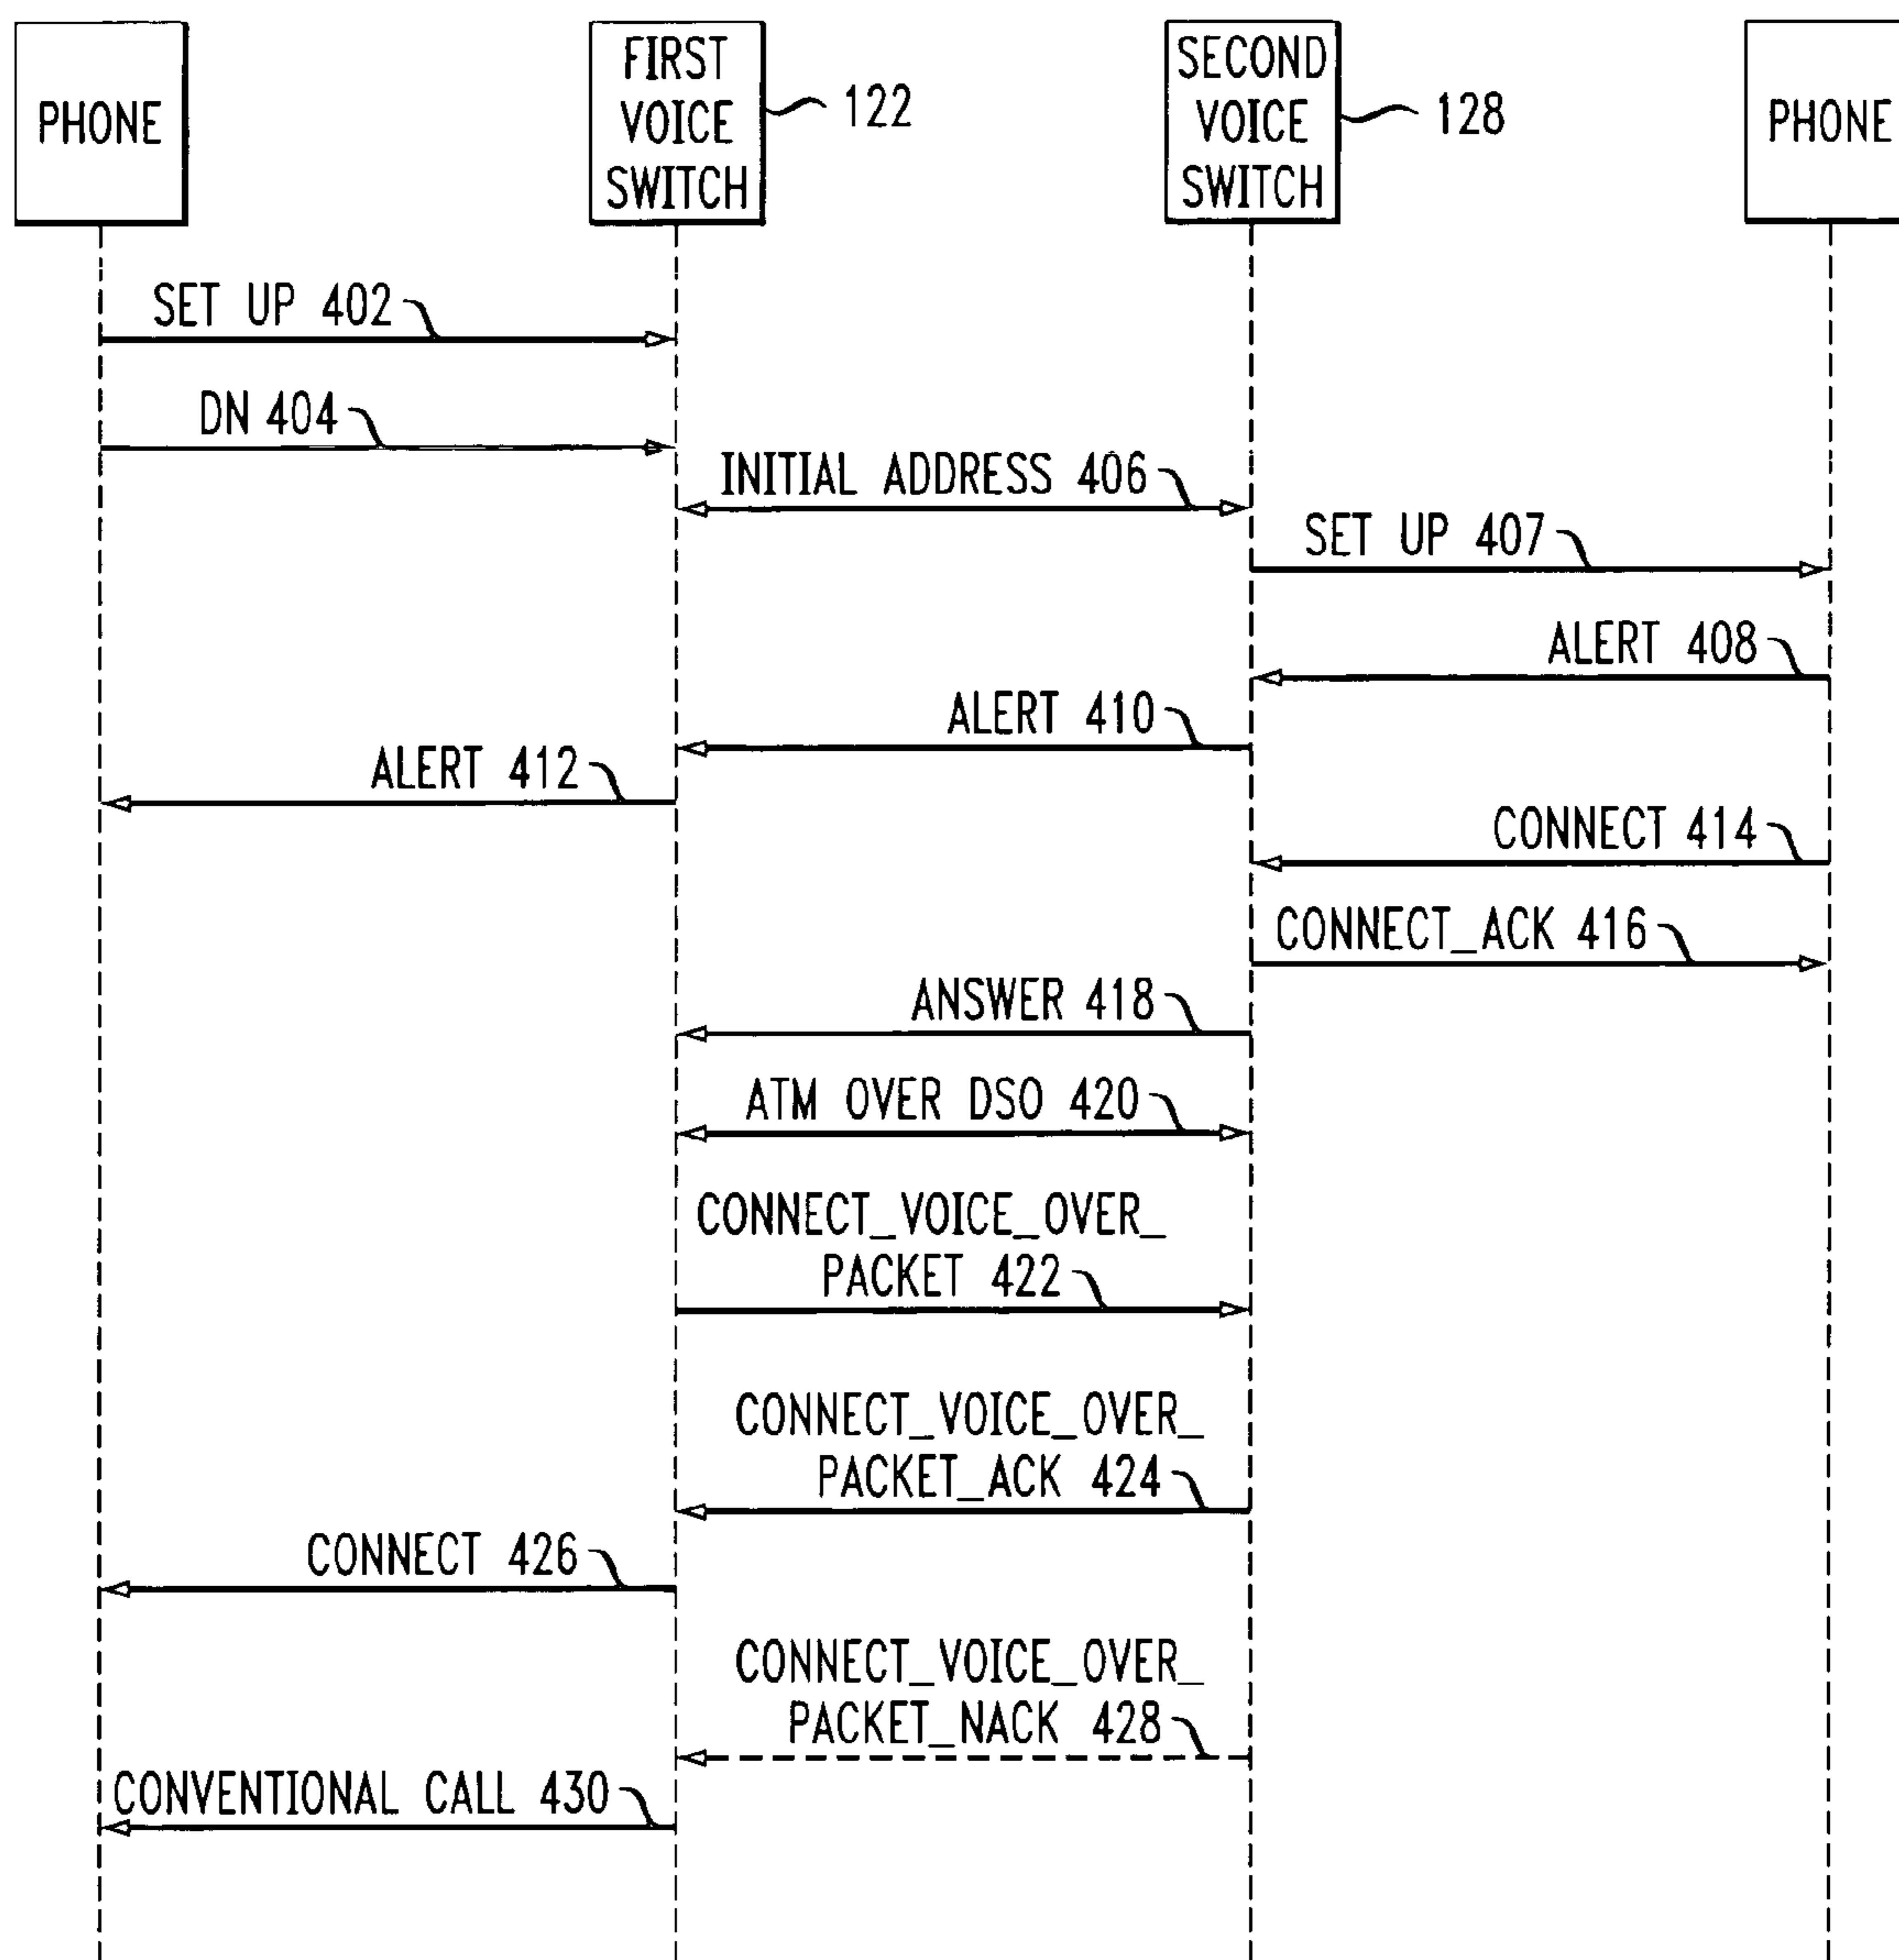 PHONE
FIRST
VOICE
SWITCH
122
SECOND
VOICE
SWITCH
128
PHONE
SET UP 402
DN 404
INITIAL ADDRESS 406
SET UP 407
ALERT 408
ALERT 410
ALERT 412
CONNECT 414
CONNECT_ACK 416
ANSWER 418
ATM OVER DSO 420
CONNECT_VOICE_OVER_
PACKET 422
CONNECT_VOICE_OVER_
PACKET_ACK 424
CONNECT 426
CONNECT_VOICE_OVER_
PACKET_NACK 428
CONVENTIONAL CALL 430